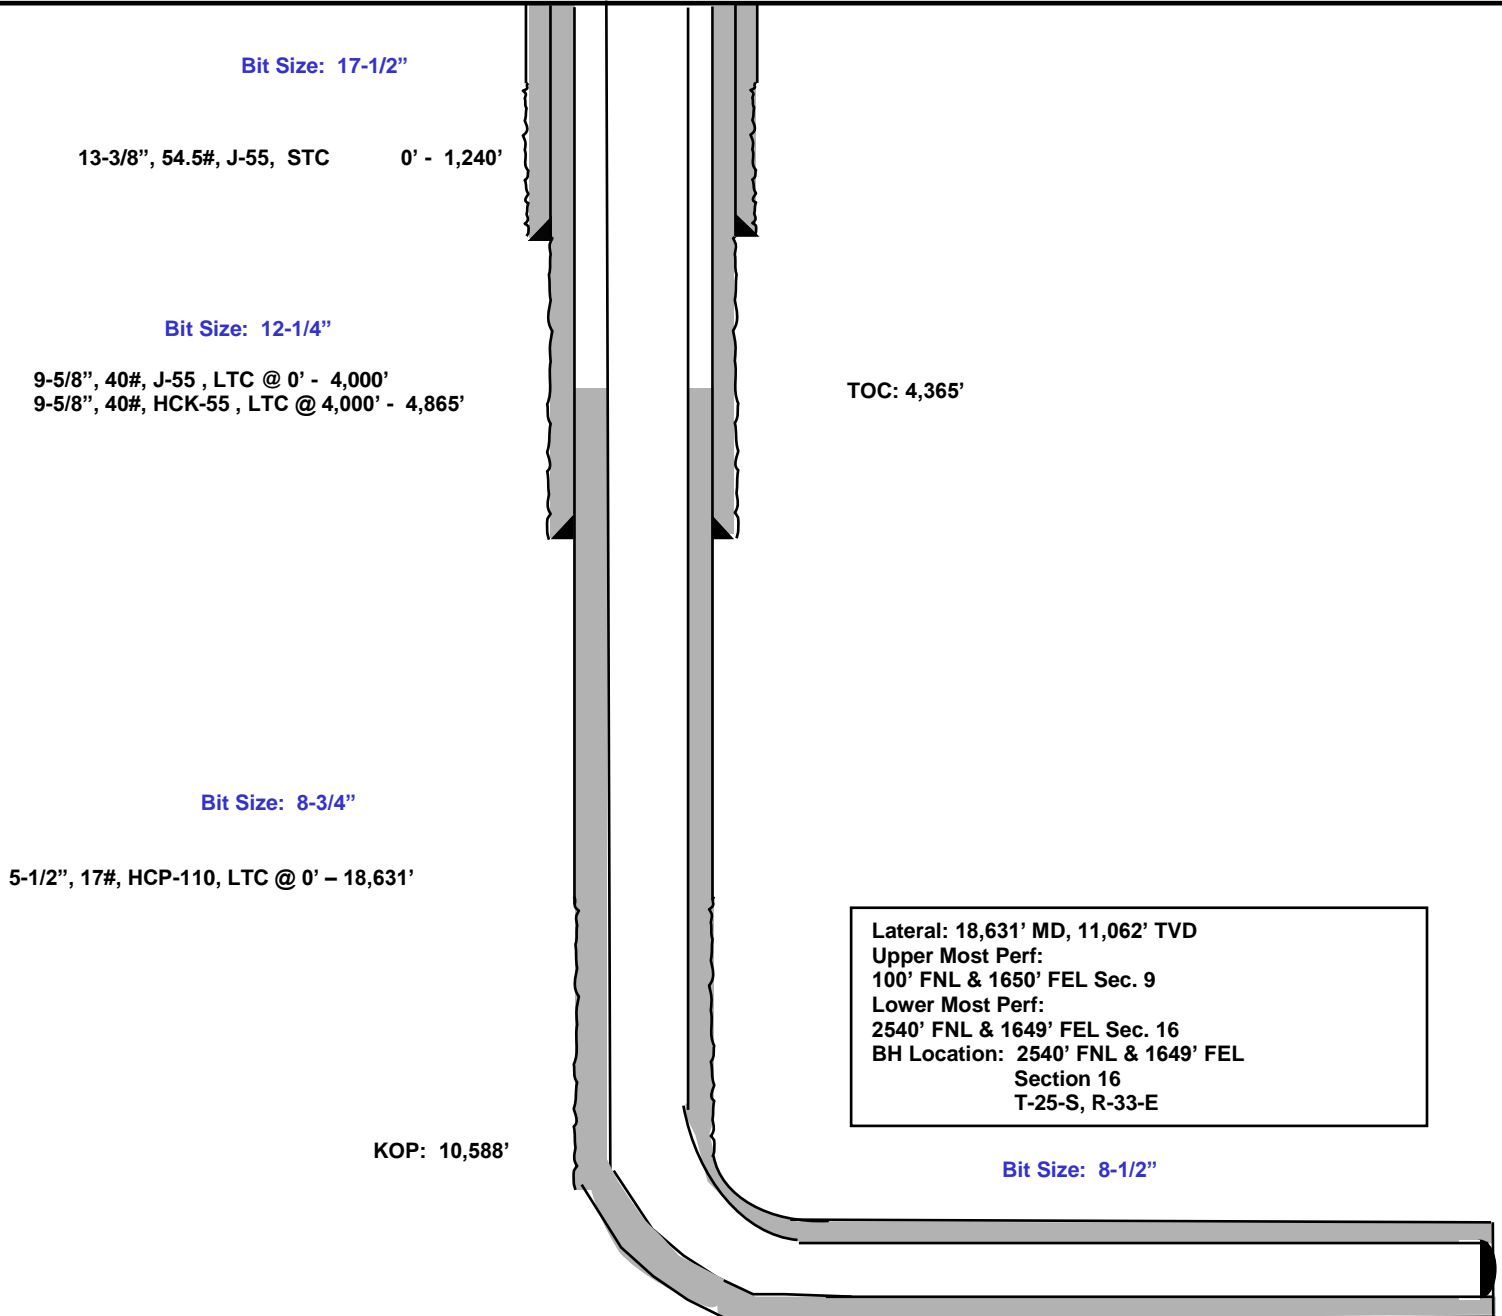 Bit Size: 17-1/2”
13-3/8”, 54.5#, J-55, STC 0’ - 1,240’
Bit Size: 12-1/4”
9-5/8”, 40#, J-55 , LTC @ 0’ - 4,000’
9-5/8”, 40#, HCK-55 , LTC @ 4,000’ - 4,865’
TOC: 4,365’
Bit Size: 8-3/4”
5-1/2”, 17#, HCP-110, LTC @ 0’ – 18,631’
Lateral: 18,631’ MD, 11,062’ TVD
Upper Most Perf:
100’ FNL & 1650’ FEL Sec. 9
Lower Most Perf:
2540’ FNL & 1649’ FEL Sec. 16
BH Location: 2540’ FNL & 1649’ FEL
Section 16
T-25-S, R-33-E
KOP: 10,588’
Bit Size: 8-1/2”